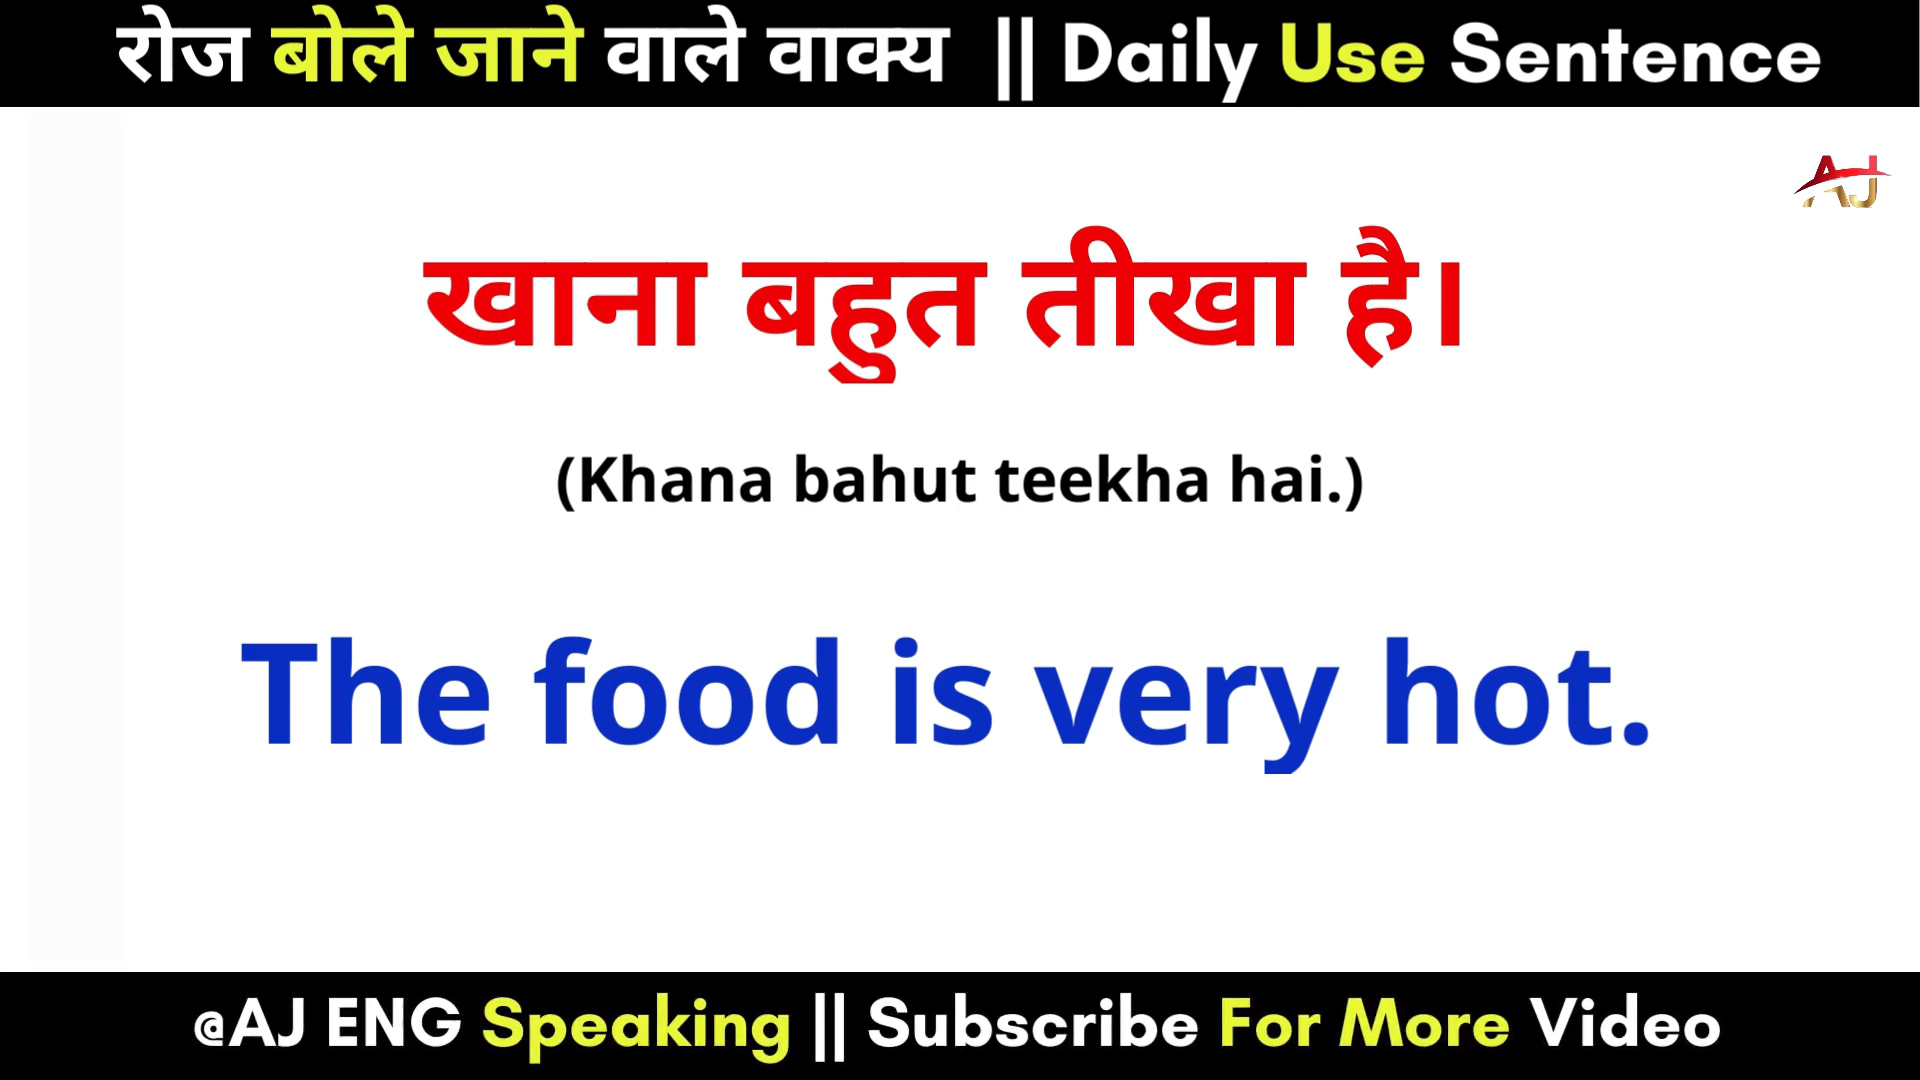 रोज बोले जाने वाले वाक्य || Daily Use Sentence
AJ
खाना बहुत तीखा है।
(Khana bahut teekha hai.)
The food is very hot.
@AJ ENG Speaking || Subscribe For More Video